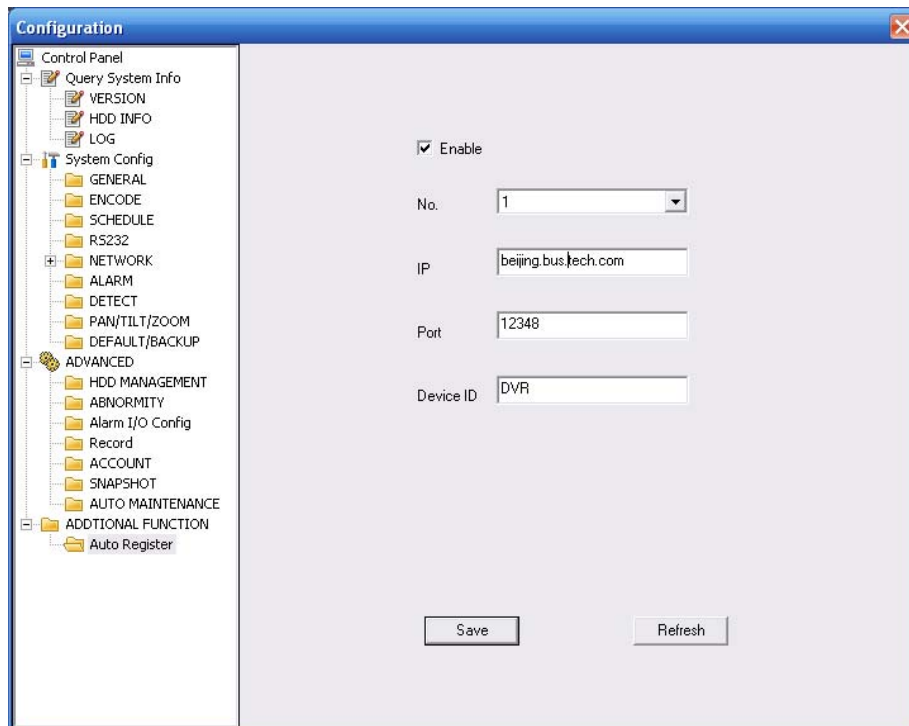 Configuration
Control Panel
Query System Info
VERSION
HDD INFO
LOG
System Config
GENERAL
ENCODE
SCHEDULE
RS232
NETWORK
ALARM
DETECT
PAN/TILT/ZOOM
DEFAULT/BACKUP
ADVANCED
HDD MANAGEMENT
ABNORMITY
Alarm I/O Config
Record
ACCOUNT
SNAPSHOT
AUTO MAINTENANCE
ADDTIONAL FUNCTION
Auto Register
Enable
No. 1
IP beijing.bus.tech.com
Port 12348
Device ID DVR
Save Refresh